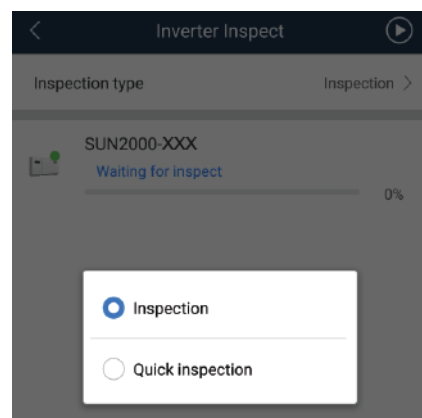 Inverter Inspect
Inspection type Inspection >
SUN2000-XXX
Waiting for inspect
0%
Inspection
Quick inspection